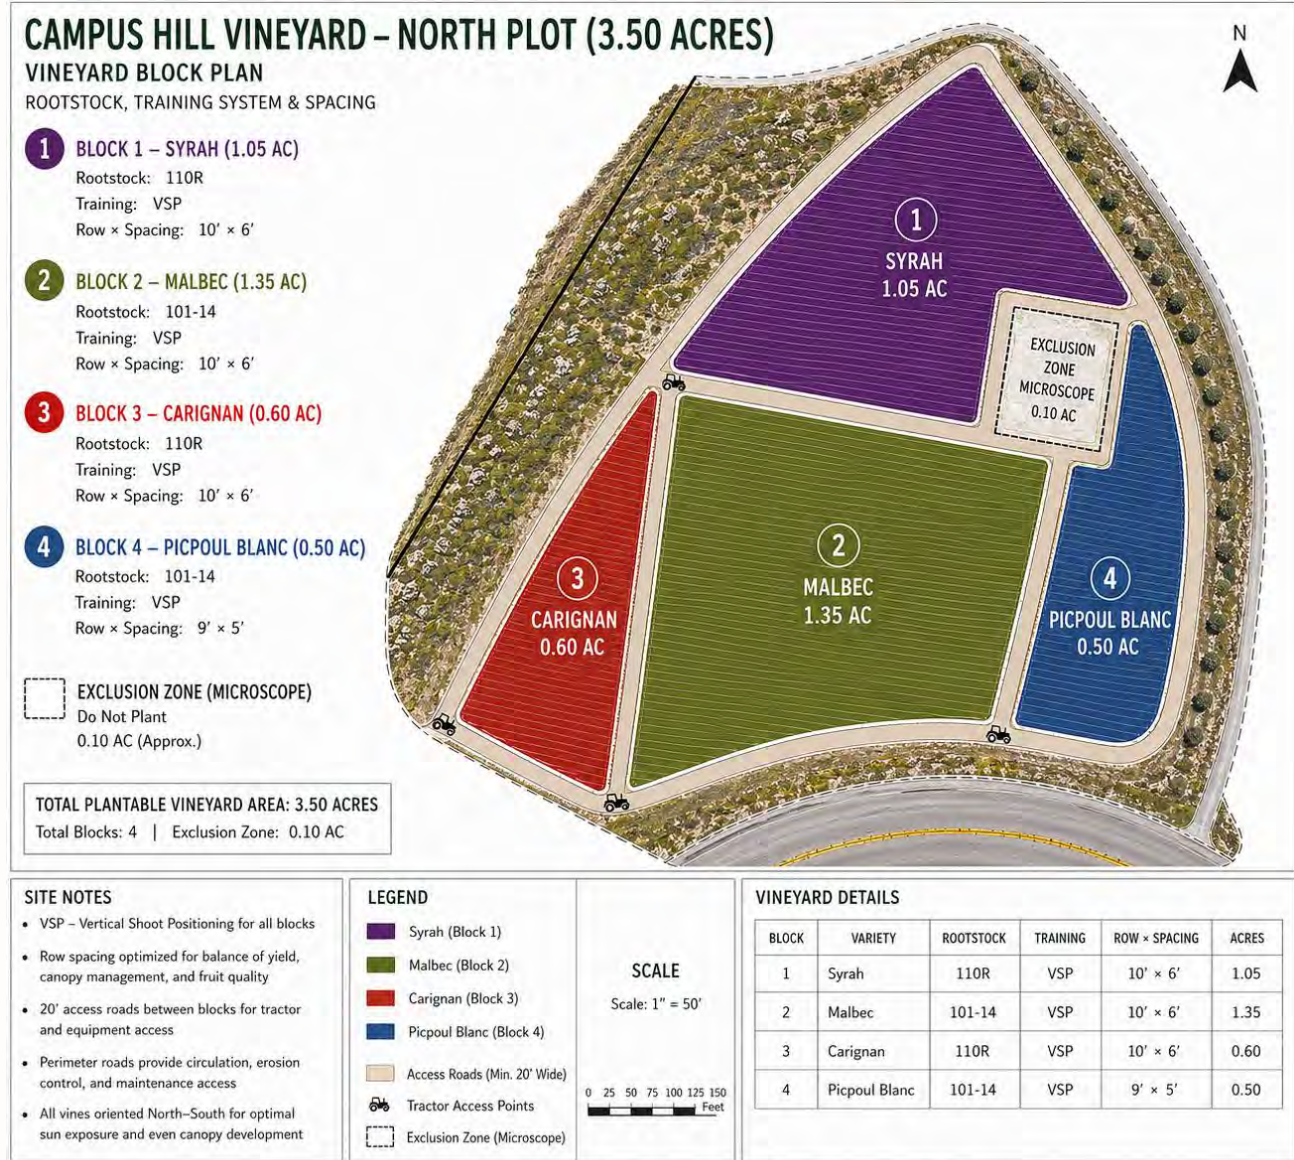 CAMPUS HILL VINEYARD – NORTH PLOT (3.50 ACRES)
VINEYARD BLOCK PLAN
ROOTSTOCK, TRAINING SYSTEM & SPACING
1 BLOCK 1 – SYRAH (1.05 AC)
Rootstock: 110R
Training: VSP
Row × Spacing: 10' × 6'
2 BLOCK 2 – MALBEC (1.35 AC)
Rootstock: 101-14
Training: VSP
Row × Spacing: 10' × 6'
3 BLOCK 3 – CARIGNAN (0.60 AC)
Rootstock: 110R
Training: VSP
Row × Spacing: 10' × 6'
4 BLOCK 4 – PICPOUL BLANC (0.50 AC)
Rootstock: 101-14
Training: VSP
Row × Spacing: 9' × 5'
EXCLUSION ZONE (MICROSCOPE)
Do Not Plant
0.10 AC (Approx.)
TOTAL PLANTABLE VINEYARD AREA: 3.50 ACRES
Total Blocks: 4 | Exclusion Zone: 0.10 AC
N
1
SYRAH
1.05 AC
EXCLUSION
ZONE
MICROSCOPE
0.10 AC
2
MALBEC
1.35 AC
3
CARIGNAN
0.60 AC
4
PICPOUL BLANC
0.50 AC
SITE NOTES
• VSP – Vertical Shoot Positioning for all blocks
• Row spacing optimized for balance of yield,
canopy management, and fruit quality
• 20' access roads between blocks for tractor
and equipment access
• Perimeter roads provide circulation, erosion
control, and maintenance access
• All vines oriented North–South for optimal
sun exposure and even canopy development
LEGEND
Syrah (Block 1)
Malbec (Block 2)
Carignan (Block 3)
Picpoul Blanc (Block 4)
Access Roads (Min. 20' Wide)
Tractor Access Points
Exclusion Zone (Microscope)
SCALE
Scale: 1" = 50'
0 25 50 75 100 125 150
Feet
VINEYARD DETAILS
BLOCK VARIETY ROOTSTOCK TRAINING ROW × SPACING ACRES
1 Syrah 110R VSP 10' × 6' 1.05
2 Malbec 101-14 VSP 10' × 6' 1.35
3 Carignan 110R VSP 10' × 6' 0.60
4 Picpoul Blanc 101-14 VSP 9' × 5' 0.50